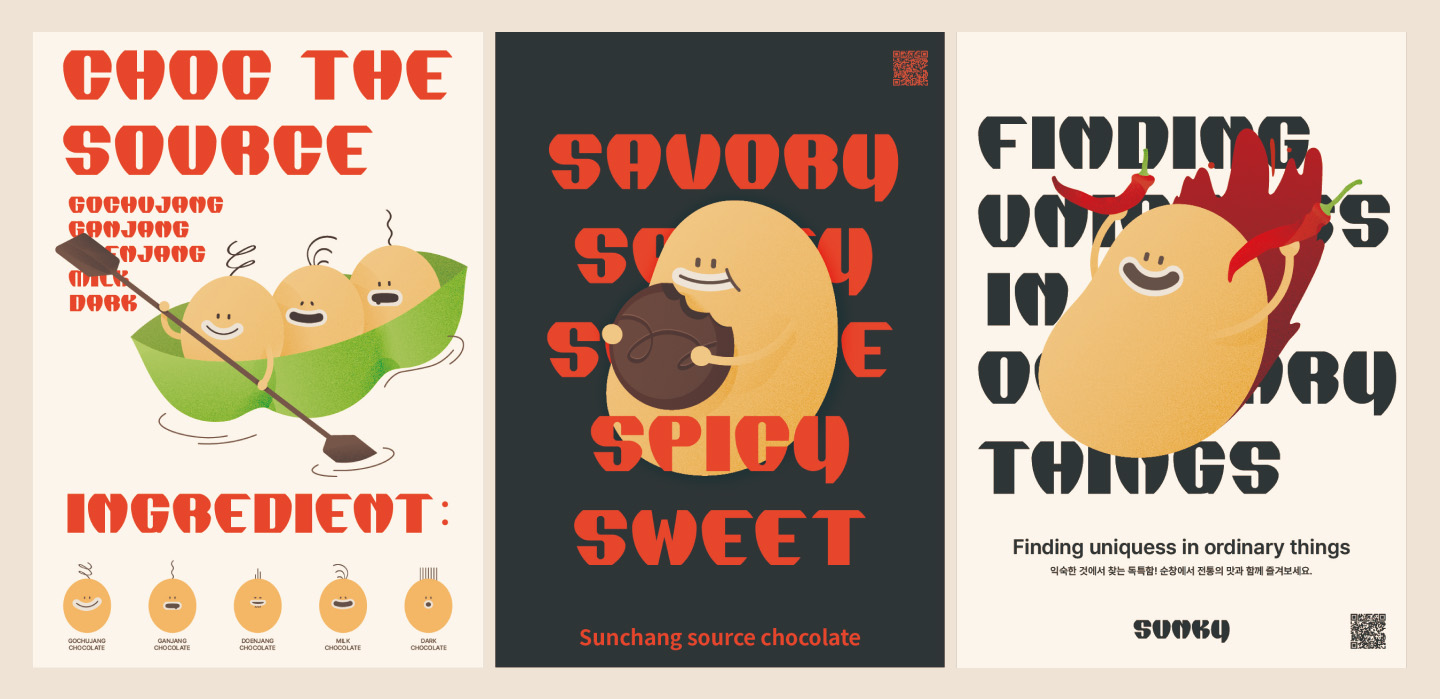 CHOC THE
SOURCE
GOCHUJANG
GANJANG
ENJANG
MILK
DARK
INGREDIENT:
GOCHUJANG
CHOCOLATE
GANJANG
CHOCOLATE
DOENJANG
CHOCOLATE
MILK
CHOCOLATE
DARK
CHOCOLATE
SAVORY
SPICY
SWEET
Sunchang source chocolate
FINDING
IN
THINGS
Finding uniquess in ordinary things
익숙한 것에서 찾는 독특함! 순창에서 전통의 맛과 함께 즐겨보세요.
SUNKY